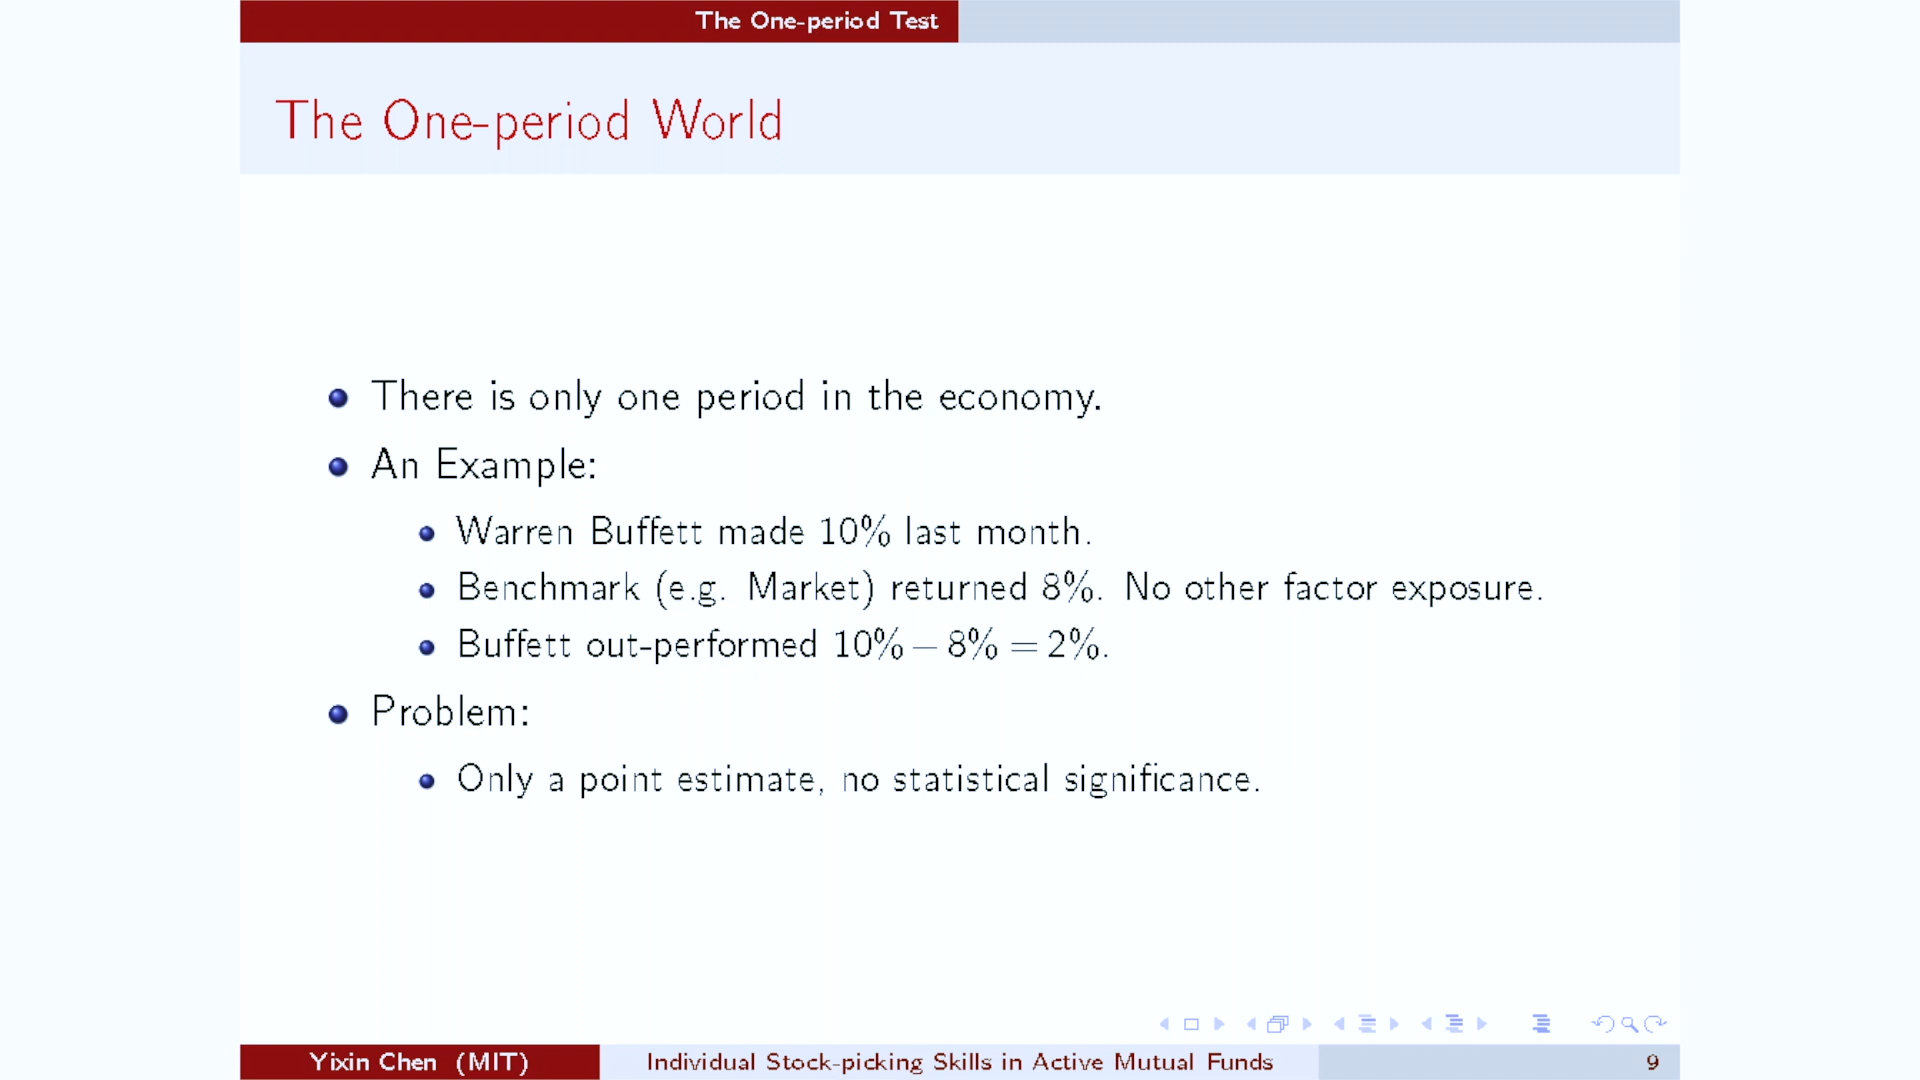 The One-period Test
The One-period World
There is only one period in the economy.
An Example:
Warren Buffett made 10% last month.
Benchmark (e.g. Market) returned 8%. No other factor exposure.
Buffett out-performed 10% − 8% = 2%.
Problem:
Only a point estimate, no statistical significance.
Yixin Chen (MIT)
Individual Stock-picking Skills in Active Mutual Funds
9